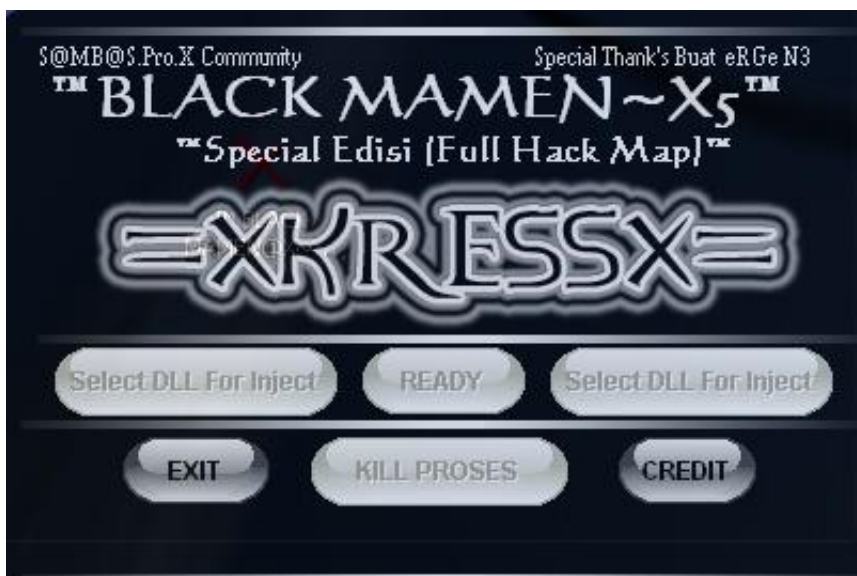 S@MB@S.Pro.X Community Special Thank's Buat eRGe N3
™BLACK MAMEN~X5™
™Special Edisi (Full Hack Map)™
=XKRESSX=
Select DLL For Inject READY Select DLL For Inject
EXIT KILL PROSES CREDIT